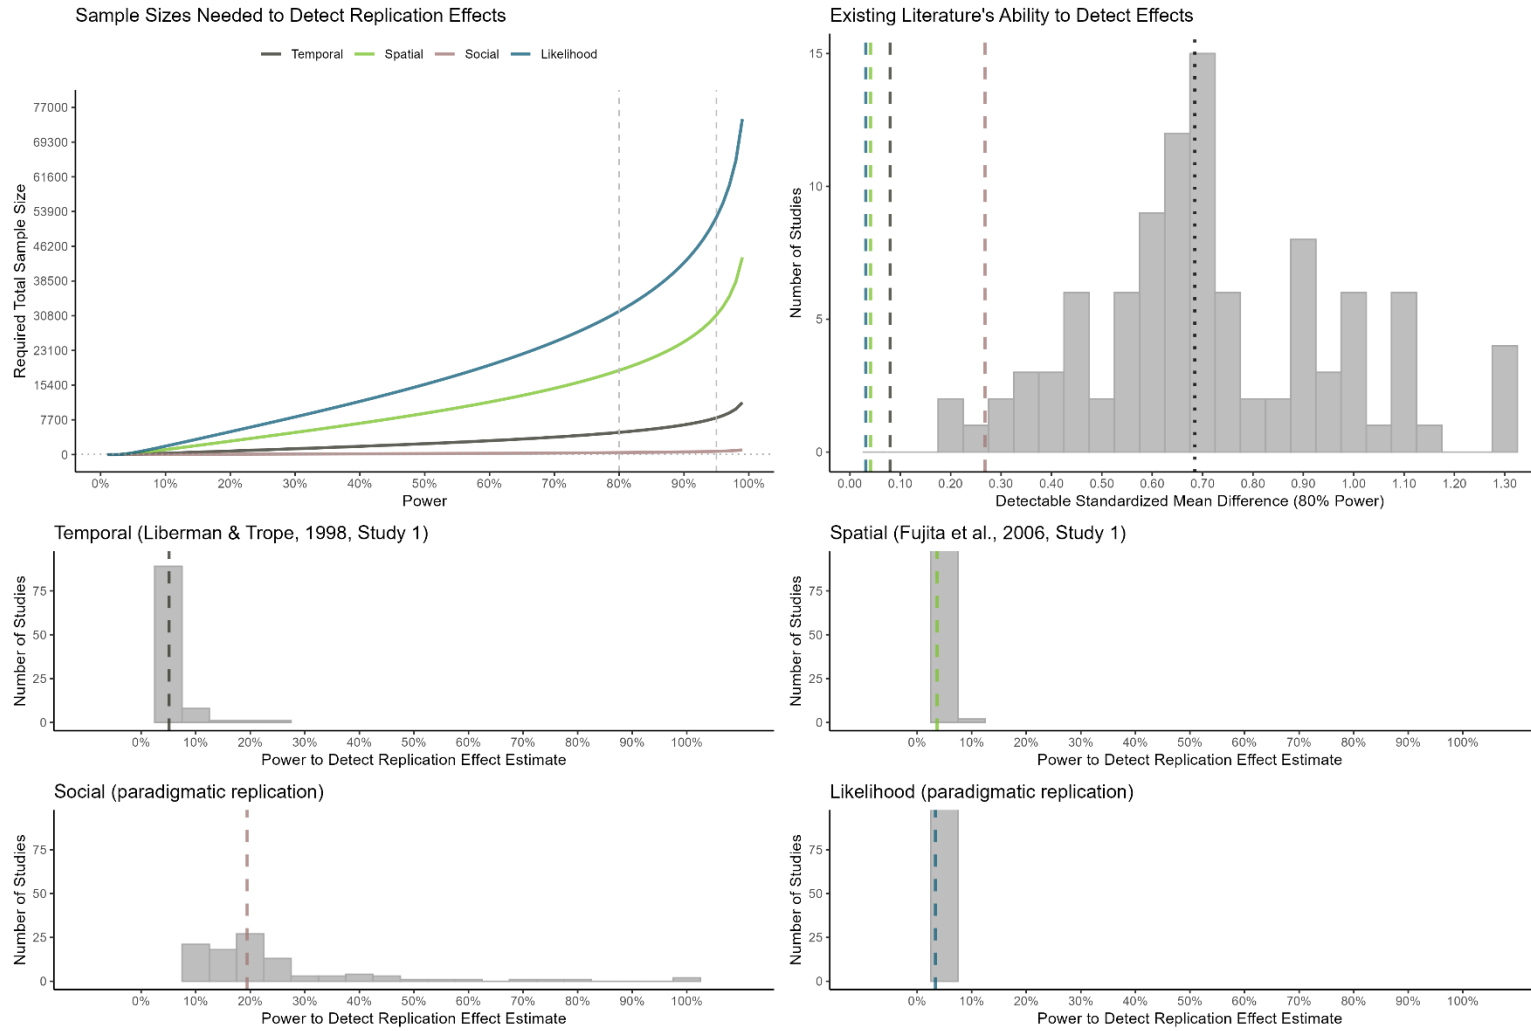 Sample Sizes Needed to Detect Replication Effects
Temporal Spatial Social Likelihood
Required Total Sample Size
77000
69300
61600
53900
46200
38500
30800
23100
15400
77700
0
0% 10% 20% 30% 40% 50% 60% 70% 80% 90% 100%
Power
Existing Literature's Ability to Detect Effects
Number of Studies
15
10
5
0
0.00 0.10 0.20 0.30 0.40 0.50 0.60 0.70 0.80 0.90 1.00 1.10 1.20 1.30
Detectable Standardized Mean Difference (80% Power)
Temporal (Liberman & Trope, 1998, Study 1)
Number of Studies
75
50
25
0
0% 10% 20% 30% 40% 50% 60% 70% 80% 90% 100%
Power to Detect Replication Effect Estimate
Spatial (Fujita et al., 2006, Study 1)
Number of Studies
75
50
25
0
0% 10% 20% 30% 40% 50% 60% 70% 80% 90% 100%
Power to Detect Replication Effect Estimate
Social (paradigmatic replication)
Number of Studies
75
50
25
0
0% 10% 20% 30% 40% 50% 60% 70% 80% 90% 100%
Power to Detect Replication Effect Estimate
Likelihood (paradigmatic replication)
Number of Studies
75
50
25
0
0% 10% 20% 30% 40% 50% 60% 70% 80% 90% 100%
Power to Detect Replication Effect Estimate